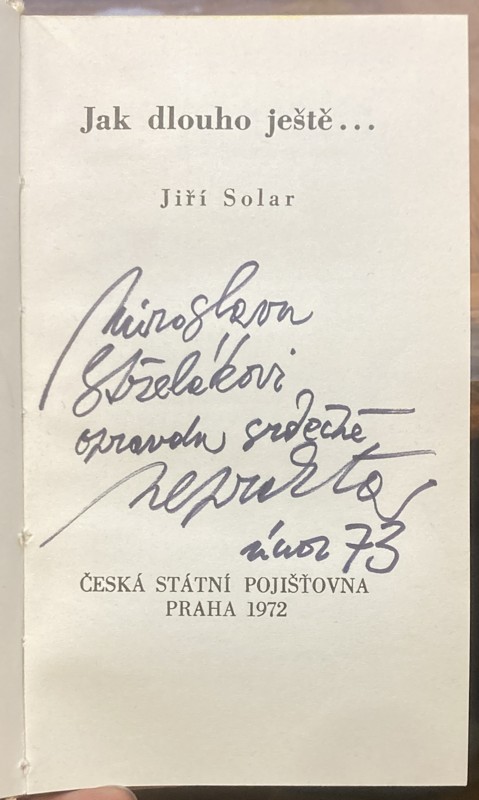 Jak dlouho ještě...
Jiří Solar
Miroslavu
Střelákovi
opravdu srdečně
únor 73
ČESKÁ STÁTNÍ POJIŠŤOVNA
PRAHA 1972